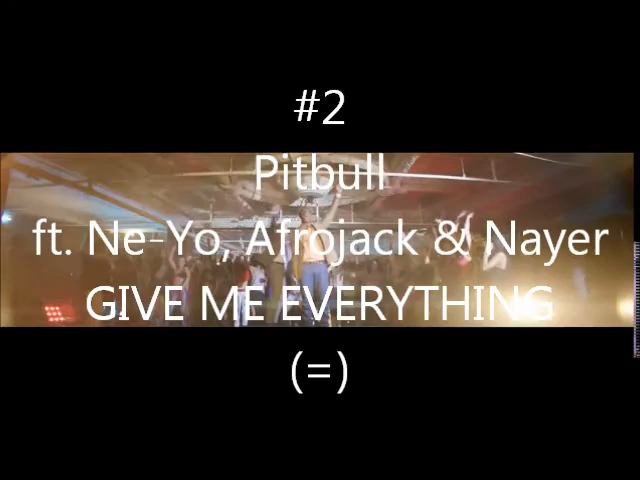 #2
Pitbull
ft. Ne-Yo, Afrojack & Nayer
GIVE ME EVERYTHING
(=)